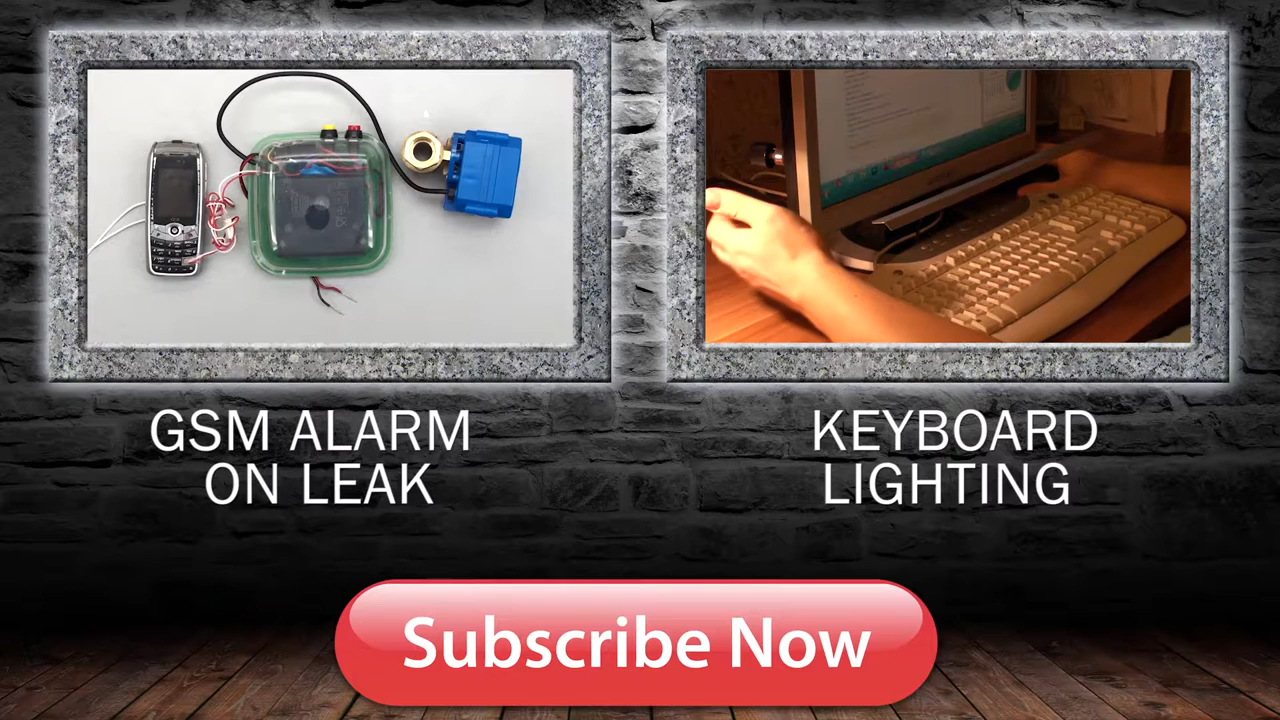 GSM ALARM
ON LEAK
KEYBOARD
LIGHTING
Subscribe Now